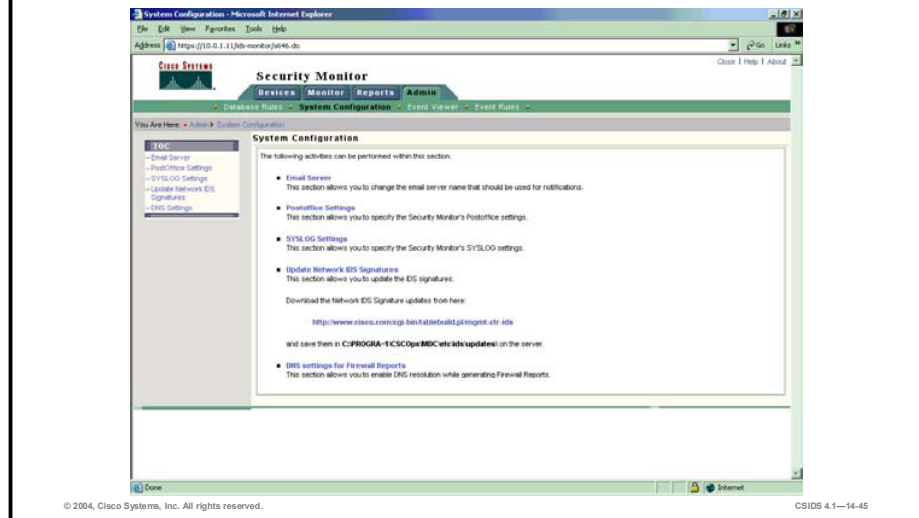 System Configuration - Microsoft Internet Explorer
File Edit View Favorites Tools Help
Address https://10.0.1.11/ids-monitor/s646.do Go Links »
Cisco Systems
Close | Help | About
Security Monitor
Devices Monitor Reports Admin
Database Rules System Configuration Event Viewer Event Rules
You Are Here: Admin > System Configuration
TOC
Email Server
PostOffice Settings
SYSLOG Settings
Update Network IDS
Signatures
DNS Settings
System Configuration
The following activities can be performed within this section:
Email Server
This section allows you to change the email server name that should be used for notifications.
Postoffice Settings
This section allows you to specify the Security Monitor's Postoffice settings.
SYSLOG Settings
This section allows you to specify the Security Monitor's SYSLOG settings.
Update Network IDS Signatures
This section allows you to update the IDS signatures.
Download the Network IDS Signature updates from here:
http://www.cisco.com/cgi-bin/tablebuild.pl/mgmt-ctr-ids
and save them in C:\PROGRA~1\CSCOpx\MDC\etc\ids\updates\ on the server.
DNS settings for Firewall Reports
This section allows you to enable DNS resolution while generating Firewall Reports.
Done Internet
© 2004, Cisco Systems, Inc. All rights reserved. CSIDS 4.1—14-45